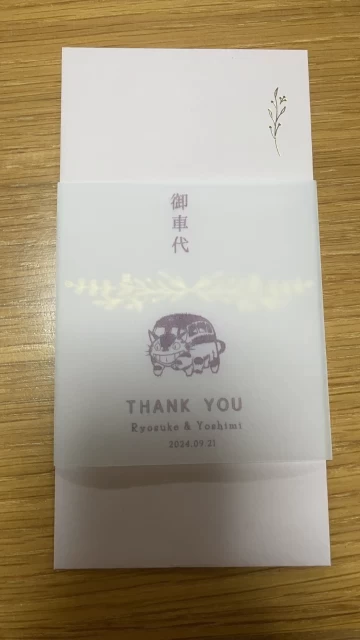 御車代
THANK YOU
Ryosuke & Yoshimi
2024.09.21